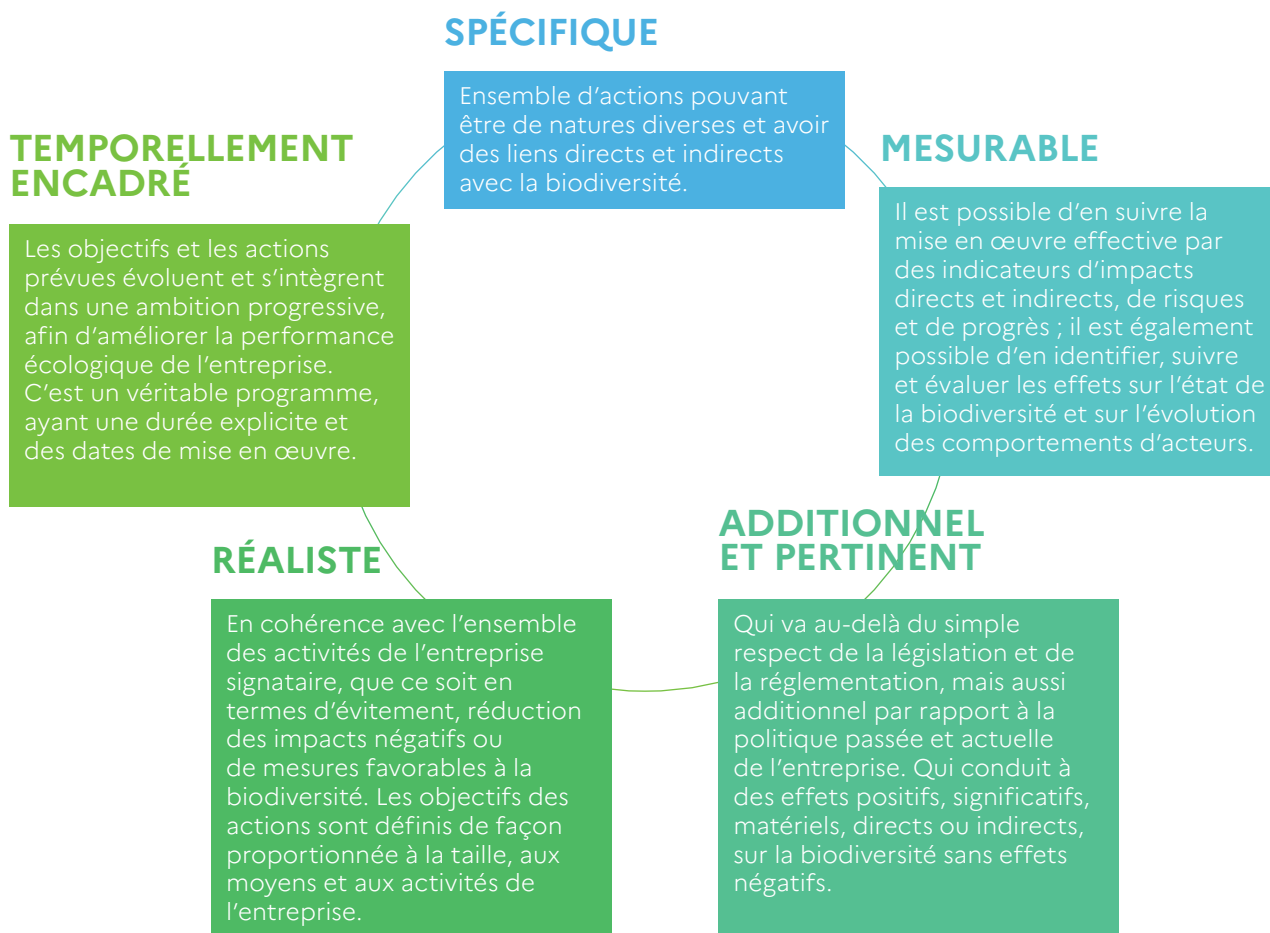 SPÉCIFIQUE
Ensemble d'actions pouvant
être de natures diverses et avoir
des liens directs et indirects
avec la biodiversité.
MESURABLE
Il est possible d'en suivre la
mise en œuvre effective par
des indicateurs d'impacts
directs et indirects, de risques
et de progrès ; il est également
possible d'en identifier, suivre
et évaluer les effets sur l'état de
la biodiversité et sur l'évolution
des comportements d'acteurs.
ADDITIONNEL
ET PERTINENT
Qui va au-delà du simple
respect de la législation et de
la réglementation, mais aussi
additionnel par rapport à la
politique passée et actuelle
de l'entreprise. Qui conduit à
des effets positifs, significatifs,
matériels, directs ou indirects,
sur la biodiversité sans effets
négatifs.
RÉALISTE
En cohérence avec l'ensemble
des activités de l'entreprise
signataire, que ce soit en
termes d'évitement, réduction
des impacts négatifs ou
de mesures favorables à la
biodiversité. Les objectifs des
actions sont définis de façon
proportionnée à la taille, aux
moyens et aux activités de
l'entreprise.
TEMPORELLEMENT
ENCADRÉ
Les objectifs et les actions
prévues évoluent et s'intègrent
dans une ambition progressive,
afin d'améliorer la performance
écologique de l'entreprise.
C'est un véritable programme,
ayant une durée explicite et
des dates de mise en œuvre.